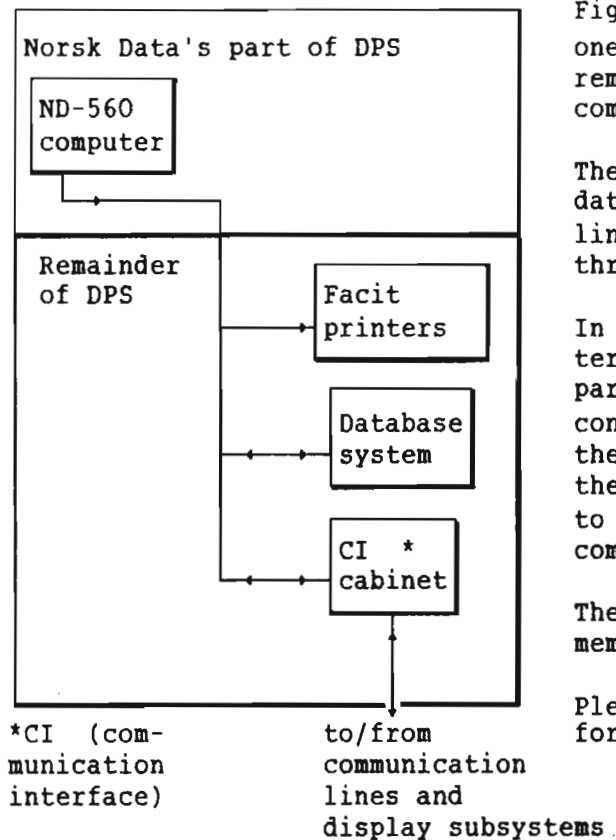 Norsk Data's part of DPS
ND-560
computer
Remainder
of DPS
Facit
printers
Database
system
CI *
cabinet
*CI (com-
munication
interface)
to/from
communication
lines and
display subsystems
Fig
one
rem
com
The
dat
lin
thr
In
ter
par
con
the
the
to
com
The
mem
Ple
for